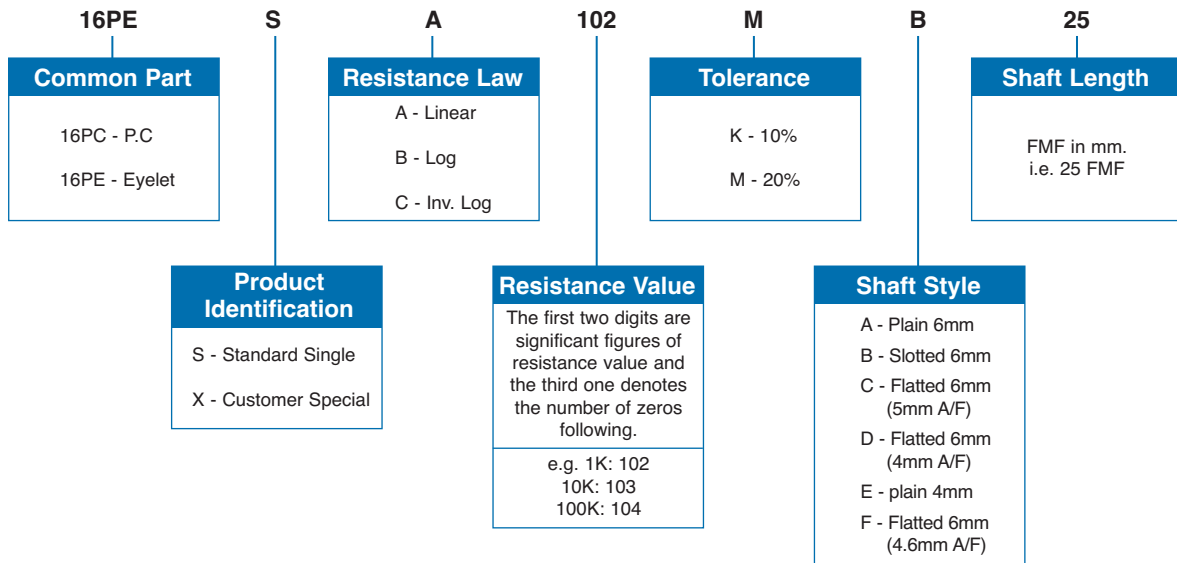 16PE S A 102 M B 25
Common Part
16PC - P.C
16PE - Eyelet
Resistance Law
A - Linear
B - Log
C - Inv. Log
Tolerance
K - 10%
M - 20%
Shaft Length
FMF in mm.
i.e. 25 FMF
Product
Identification
S - Standard Single
X - Customer Special
Resistance Value
The first two digits are
significant figures of
resistance value and
the third one denotes
the number of zeros
following.
e.g. 1K: 102
10K: 103
100K: 104
Shaft Style
A - Plain 6mm
B - Slotted 6mm
C - Flatted 6mm
(5mm A/F)
D - Flatted 6mm
(4mm A/F)
E - plain 4mm
F - Flatted 6mm
(4.6mm A/F)